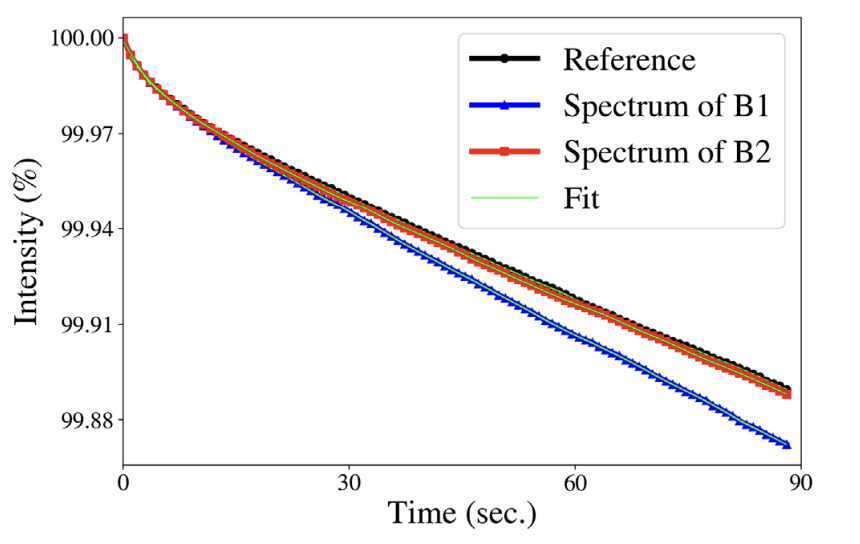 100.00
99.97
99.94
99.91
99.88
Intensity (%)
Reference
Spectrum of B1
Spectrum of B2
Fit
0 30 60 90
Time (sec.)